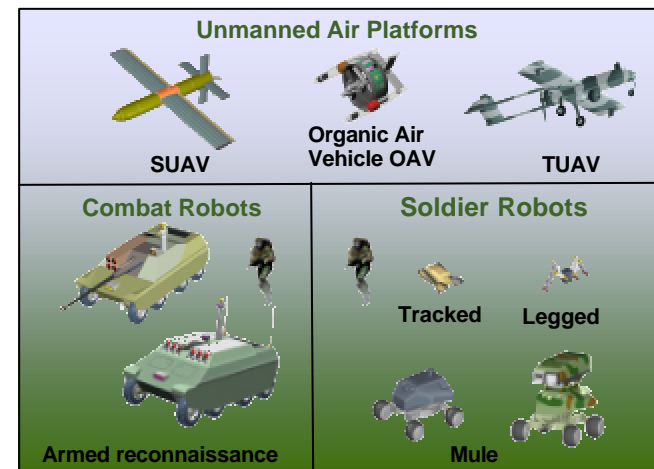 Unmanned Air Platforms
SUAV
Organic Air
Vehicle OAV
TUAV
Combat Robots
Armed reconnaissance
Soldier Robots
Tracked
Legged
Mule